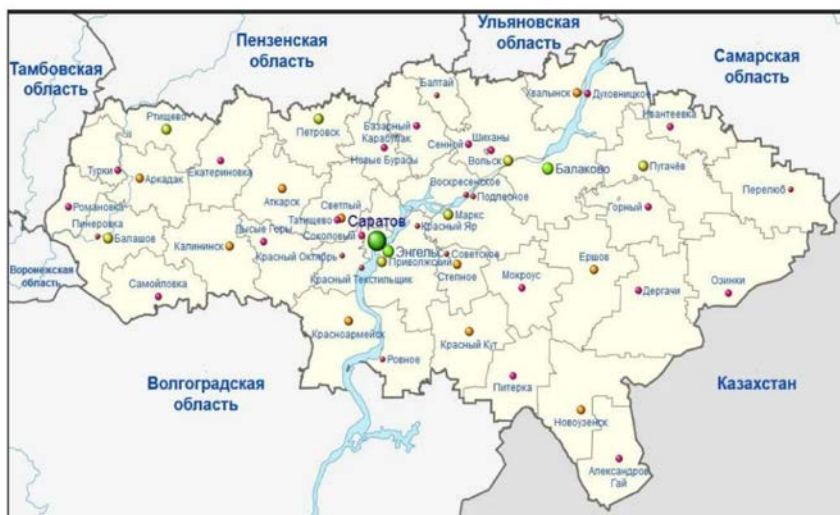 Ульяновская
область
Пензенская
область
Самарская
область
Тамбовская
область
Балтай
Хвалынск
Духовницкое
Ртищево
Петровск
Базарный
Карабулак
Ивантеевка
Сенной
Шиханы
Новые Бурасы
Вольск
Турки
Екатериновка
Балаково
Пугачёв
Аркадак
Аткарск
Воскресенское
Подлесное
Перелюб
Романовка
Светлый
Татищево
Маркс
Горный
Саратов
Красный Яр
Пинеровка
Балашов
Лысые Горы
Соколовый
Калининск
Энгельс
Советское
Воронежская
область
Красный Октябрь
Приволжский
Ершов
Степное
Мокроус
Красный Текстильщик
Самойловка
Дергачи
Озинки
Красноармейск
Красный Кут
Ровное
Волгоградская
область
Питерка
Казахстан
Новоузенск
Александров
Гай